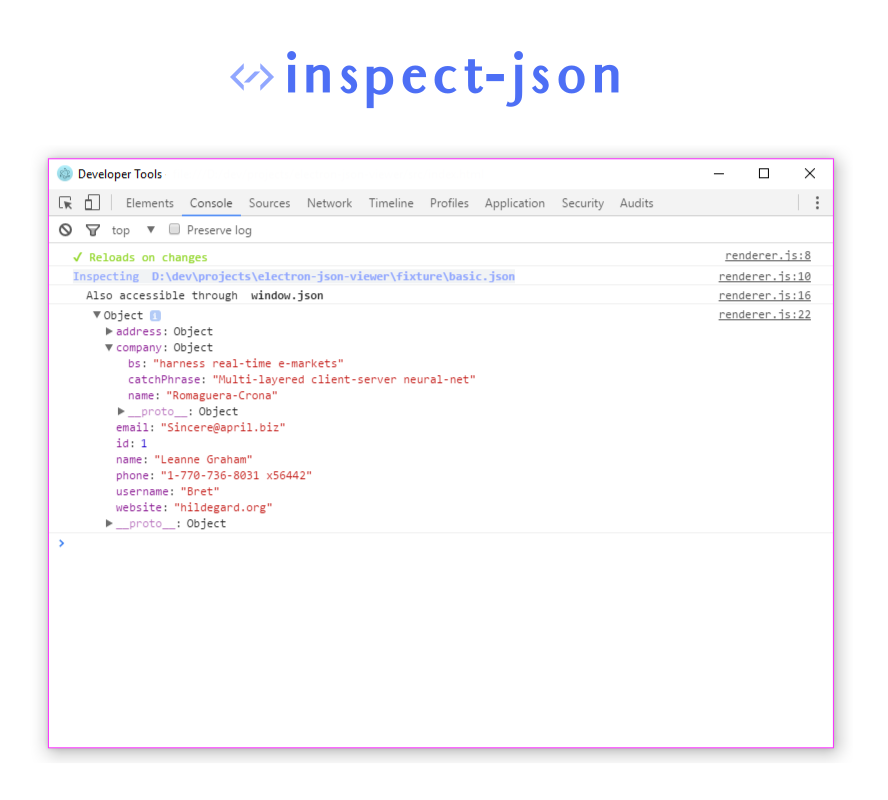 inspect-json
Developer Tools
Elements Console Sources Network Timeline Profiles Application Security Audits
top ▼ Preserve log
✓ Reloads on changes renderer.js:8
Inspecting D:\dev\projects\electron-json-viewer\fixture\basic.json renderer.js:10
Also accessible through window.json renderer.js:16
▼Object i renderer.js:22
▶address: Object
▼company: Object
bs: "harness real-time e-markets"
catchPhrase: "Multi-layered client-server neural-net"
name: "Romaguera-Crona"
▶__proto__: Object
email: "Sincere@april.biz"
id: 1
name: "Leanne Graham"
phone: "1-770-736-8031 x56442"
username: "Bret"
website: "hildegard.org"
▶__proto__: Object